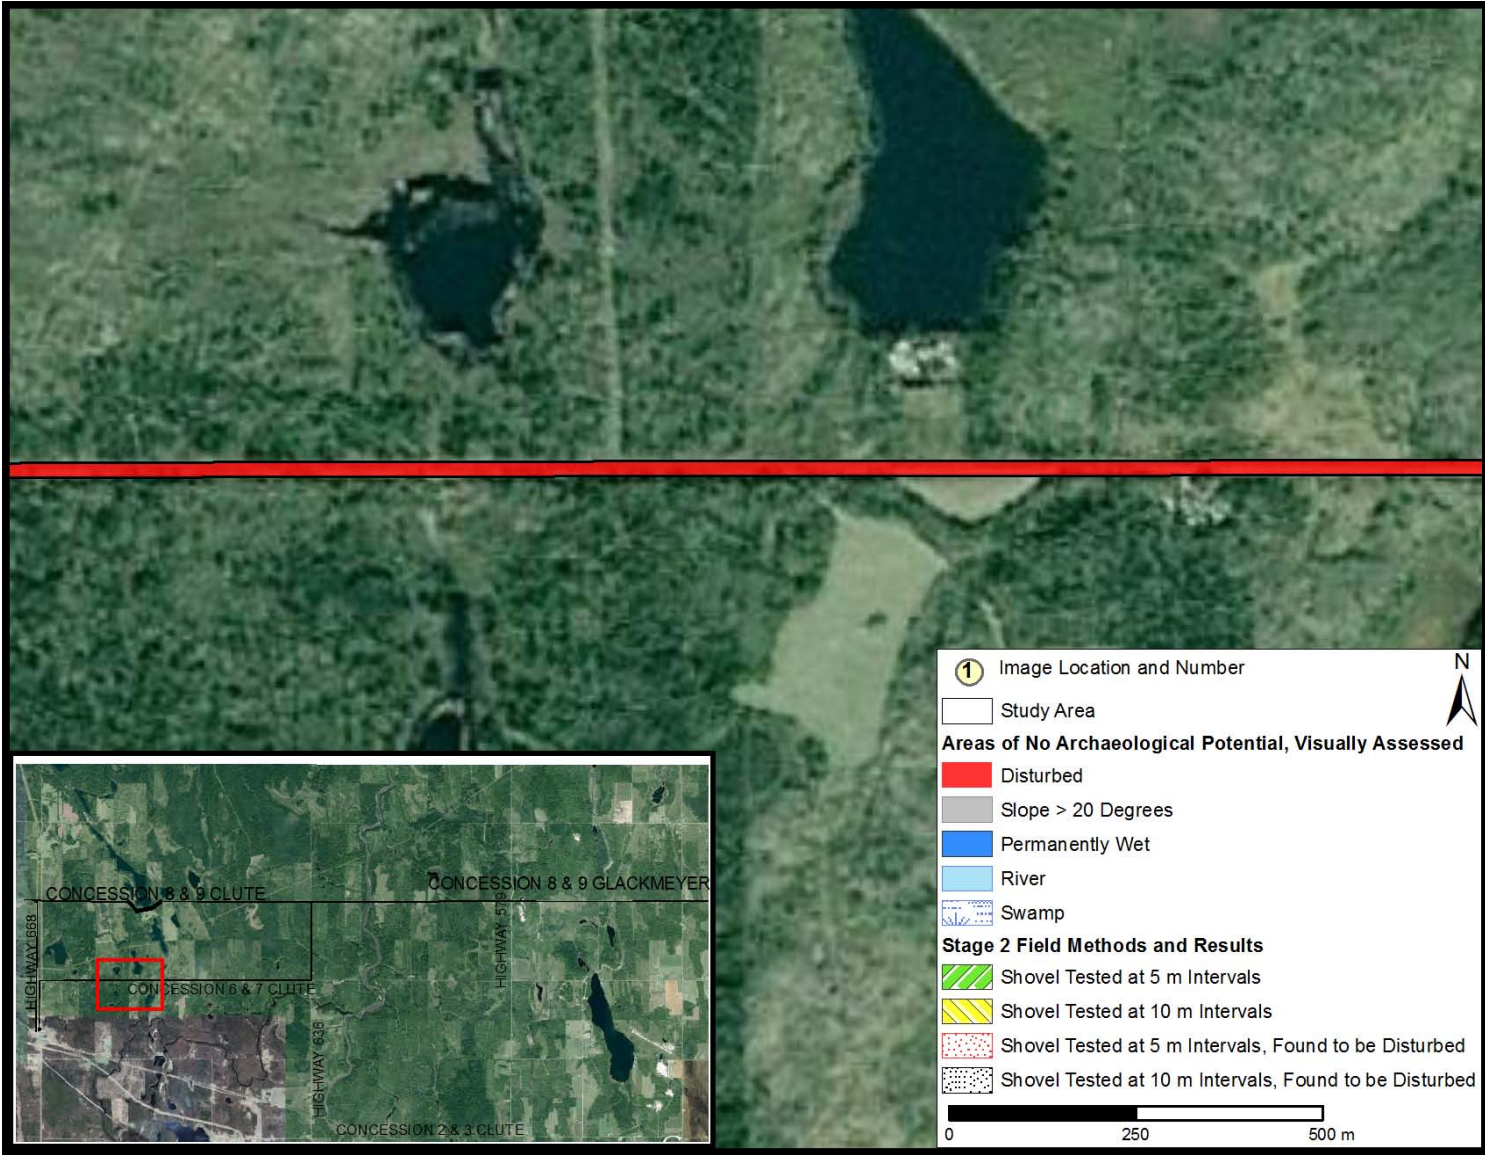 1 Image Location and Number
N
Study Area
Areas of No Archaeological Potential, Visually Assessed
Disturbed
Slope > 20 Degrees
Permanently Wet
River
Swamp
Stage 2 Field Methods and Results
Shovel Tested at 5 m Intervals
Shovel Tested at 10 m Intervals
Shovel Tested at 5 m Intervals, Found to be Disturbed
Shovel Tested at 10 m Intervals, Found to be Disturbed
0 250 500 m
CONCESSION 8 & 9 CLUTE
CONCESSION 8 & 9 GLACKMEYER
HIGHWAY 668
HIGHWAY 579
CONCESSION 6 & 7 CLUTE
HIGHWAY 636
CONCESSION 2 & 3 CLUTE